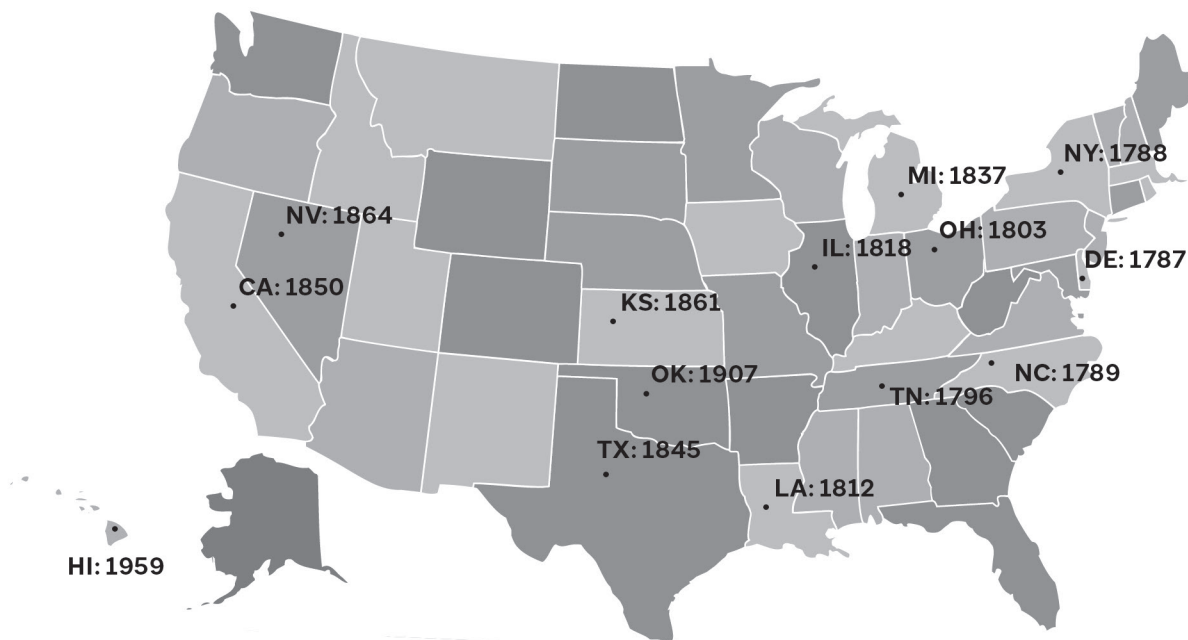 NY: 1788
MI: 1837
NV: 1864
OH: 1803
IL: 1818
DE: 1787
CA: 1850
KS: 1861
OK: 1907
NC: 1789
TN: 1796
TX: 1845
LA: 1812
HI: 1959